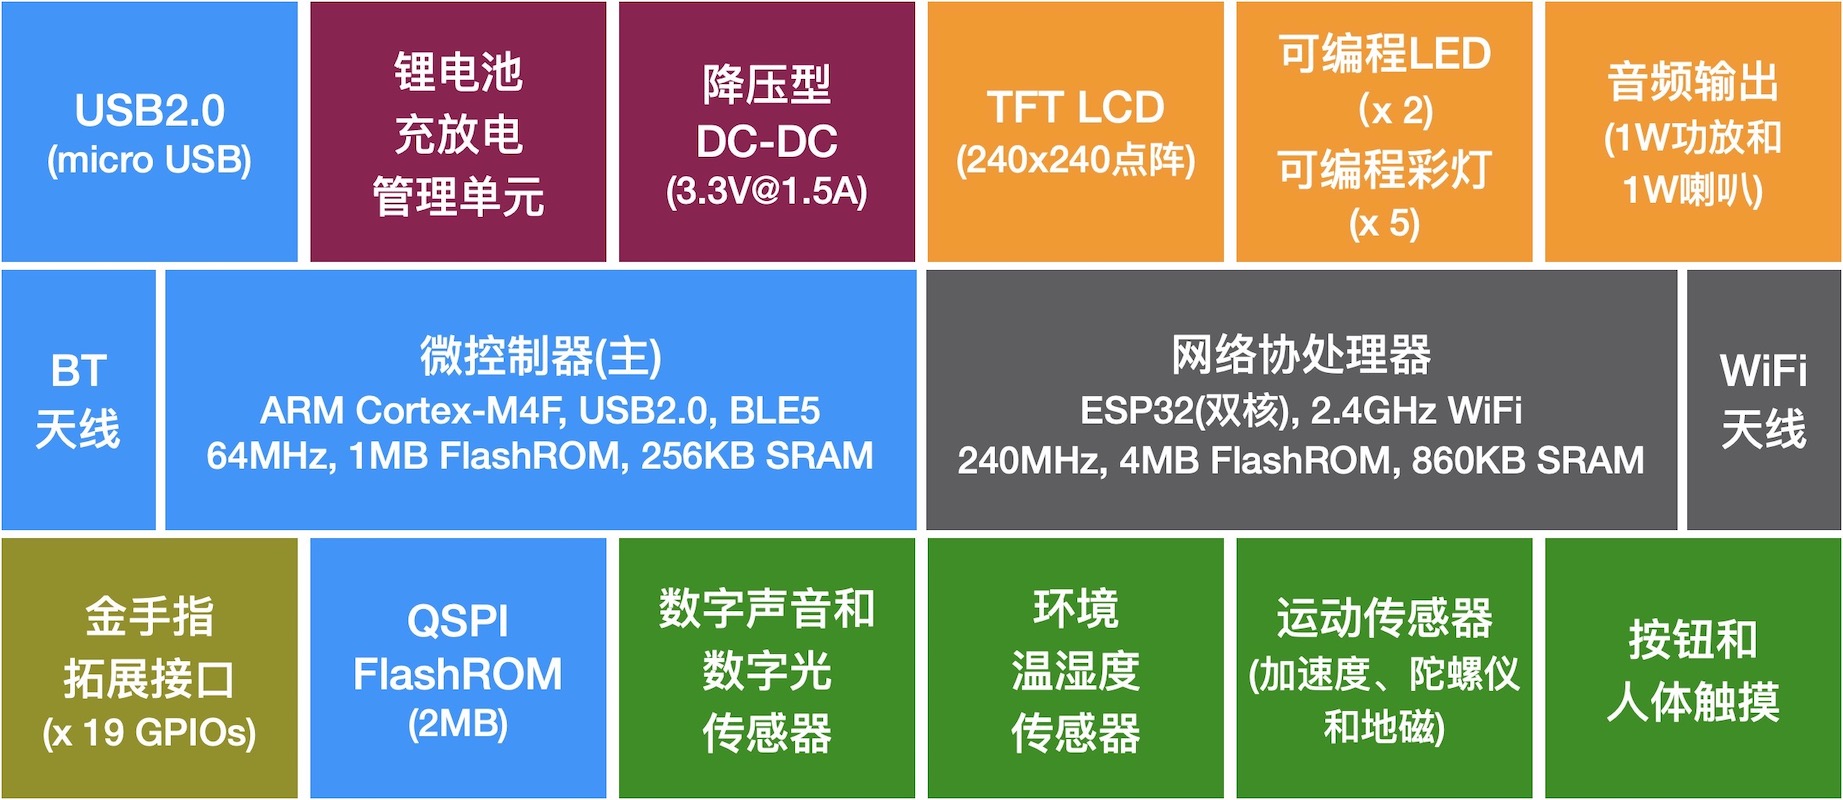 USB2.0
(micro USB)
锂电池
充放电
管理单元
降压型
DC-DC
(3.3V@1.5A)
TFT LCD
(240x240点阵)
可编程LED
(x 2)
可编程彩灯
(x 5)
音频输出
(1W功放和
1W喇叭)
BT
天线
微控制器(主)
ARM Cortex-M4F, USB2.0, BLE5
64MHz, 1MB FlashROM, 256KB SRAM
网络协处理器
ESP32(双核), 2.4GHz WiFi
240MHz, 4MB FlashROM, 860KB SRAM
WiFi
天线
金手指
拓展接口
(x 19 GPIOs)
QSPI
FlashROM
(2MB)
数字声音和
数字光
传感器
环境
温湿度
传感器
运动传感器
(加速度、陀螺仪
和地磁)
按钮和
人体触摸